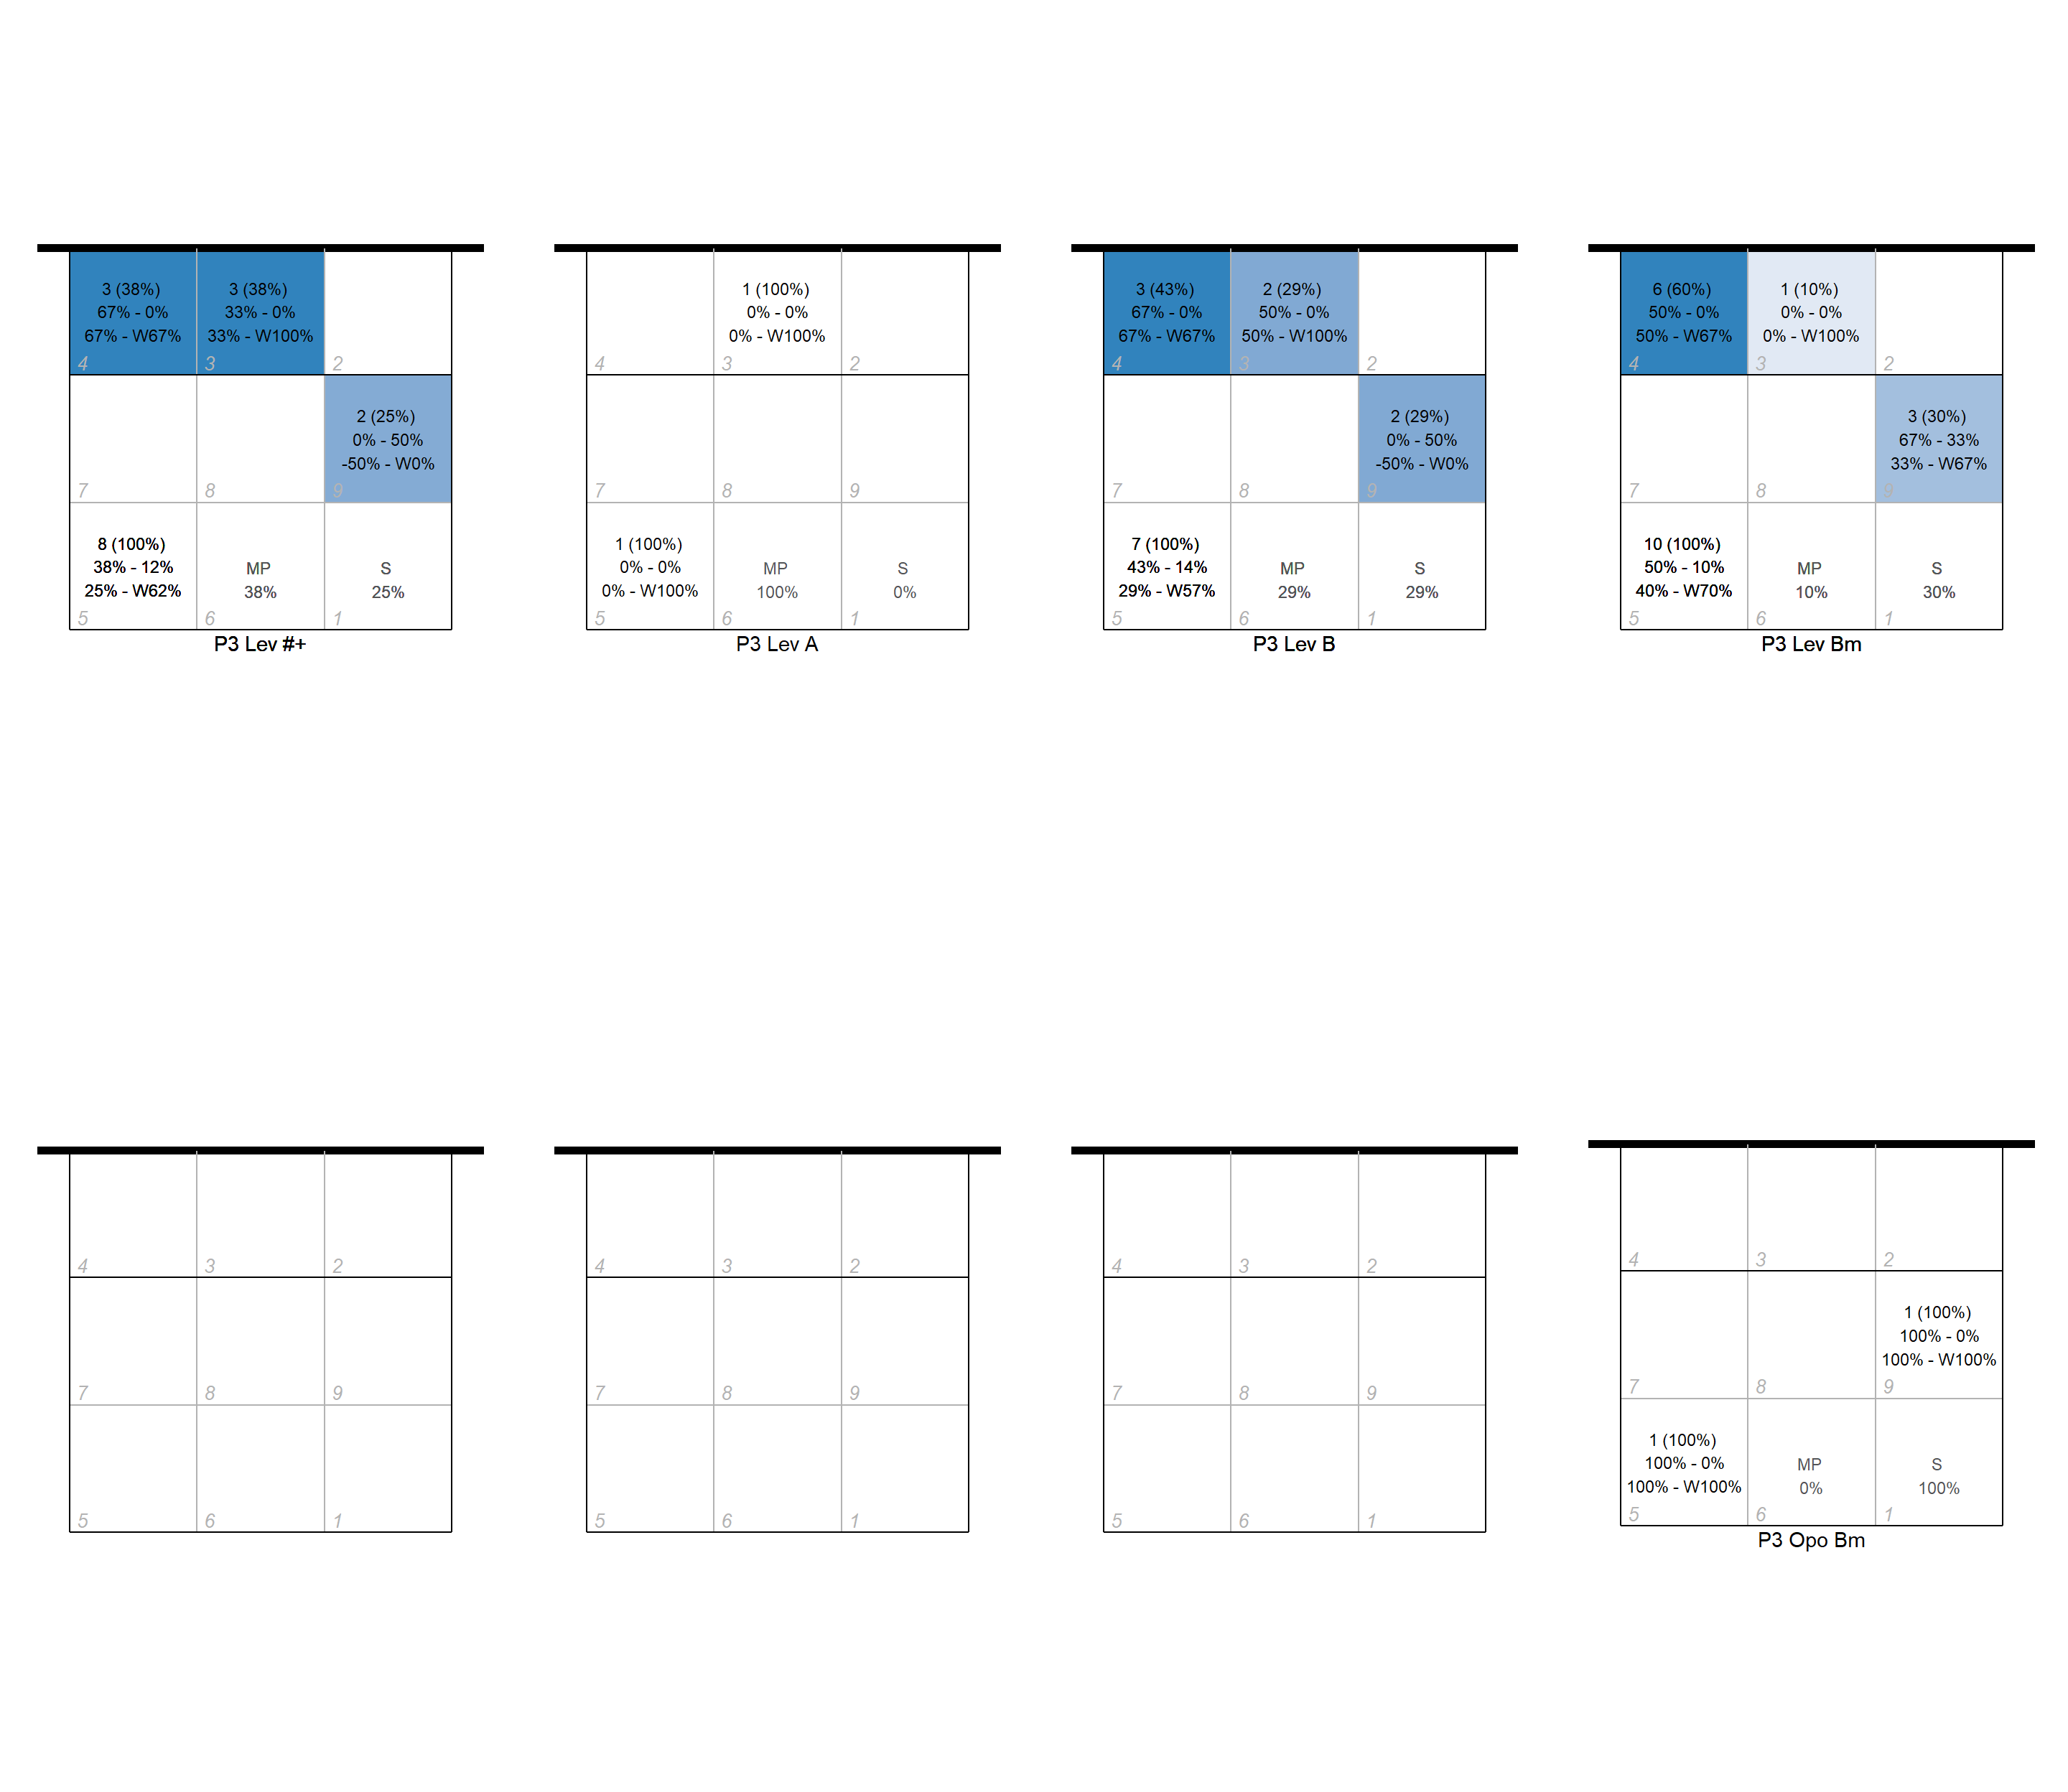 3 (38%)
67% - 0%
67% - W67%
4
3 (38%)
33% - 0%
33% - W100%
3
2
7
8
2 (25%)
0% - 50%
-50% - W0%
9
8 (100%)
38% - 12%
25% - W62%
5
MP
38%
6
S
25%
1
P3 Lev #+
4
1 (100%)
0% - 0%
0% - W100%
3
2
7
8
9
1 (100%)
0% - 0%
0% - W100%
5
MP
100%
6
S
0%
1
P3 Lev A
3 (43%)
67% - 0%
67% - W67%
4
2 (29%)
50% - 0%
50% - W100%
3
2
7
8
2 (29%)
0% - 50%
-50% - W0%
9
7 (100%)
43% - 14%
29% - W57%
5
MP
29%
6
S
29%
1
P3 Lev B
6 (60%)
50% - 0%
50% - W67%
4
1 (10%)
0% - 0%
0% - W100%
3
2
7
8
3 (30%)
67% - 33%
33% - W67%
9
10 (100%)
50% - 10%
40% - W70%
5
MP
10%
6
S
30%
1
P3 Lev Bm
4
3
2
7
8
9
5
6
1
4
3
2
7
8
9
5
6
1
4
3
2
7
8
9
5
6
1
4
3
2
7
8
1 (100%)
100% - 0%
100% - W100%
9
1 (100%)
100% - 0%
100% - W100%
5
MP
0%
6
S
100%
1
P3 Opo Bm